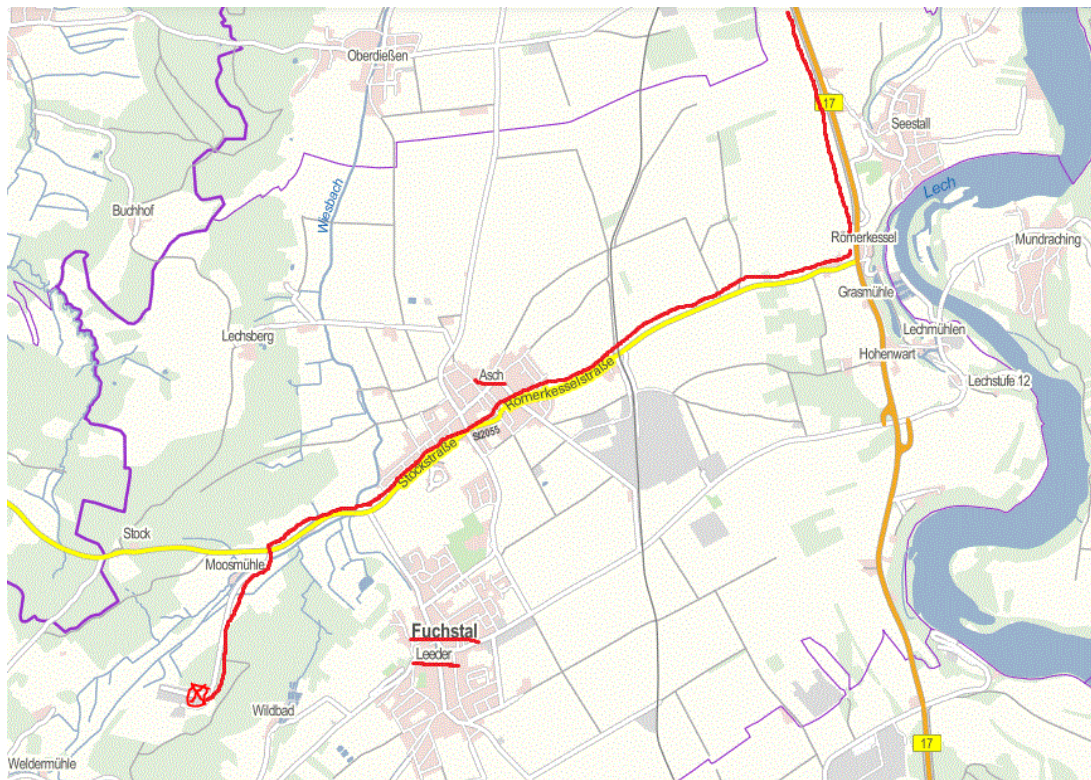 Oberdießen
17
Seestall
Wiesbach
Lech
Buchhof
Römerkessel
Mundraching
Grasmühle
Lechsberg
Lechmühlen
Hohenwart
Asch
Lechstufe 12
Römerkesselstraße
St2055
Stockstraße
Stock
Moosmühle
Fuchstal
Leeder
Wildbad
17
Weldermühle